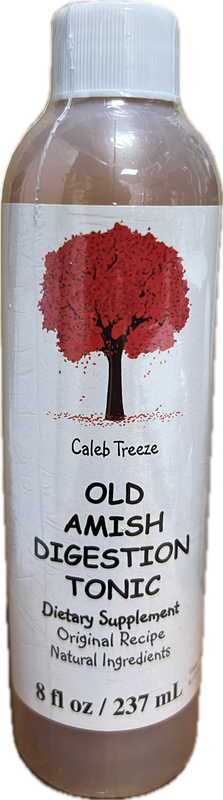 Caleb Treeze
OLD
AMISH
DIGESTION
TONIC
Dietary Supplement
Original Recipe
Natural Ingredients
8 fl oz / 237 mL